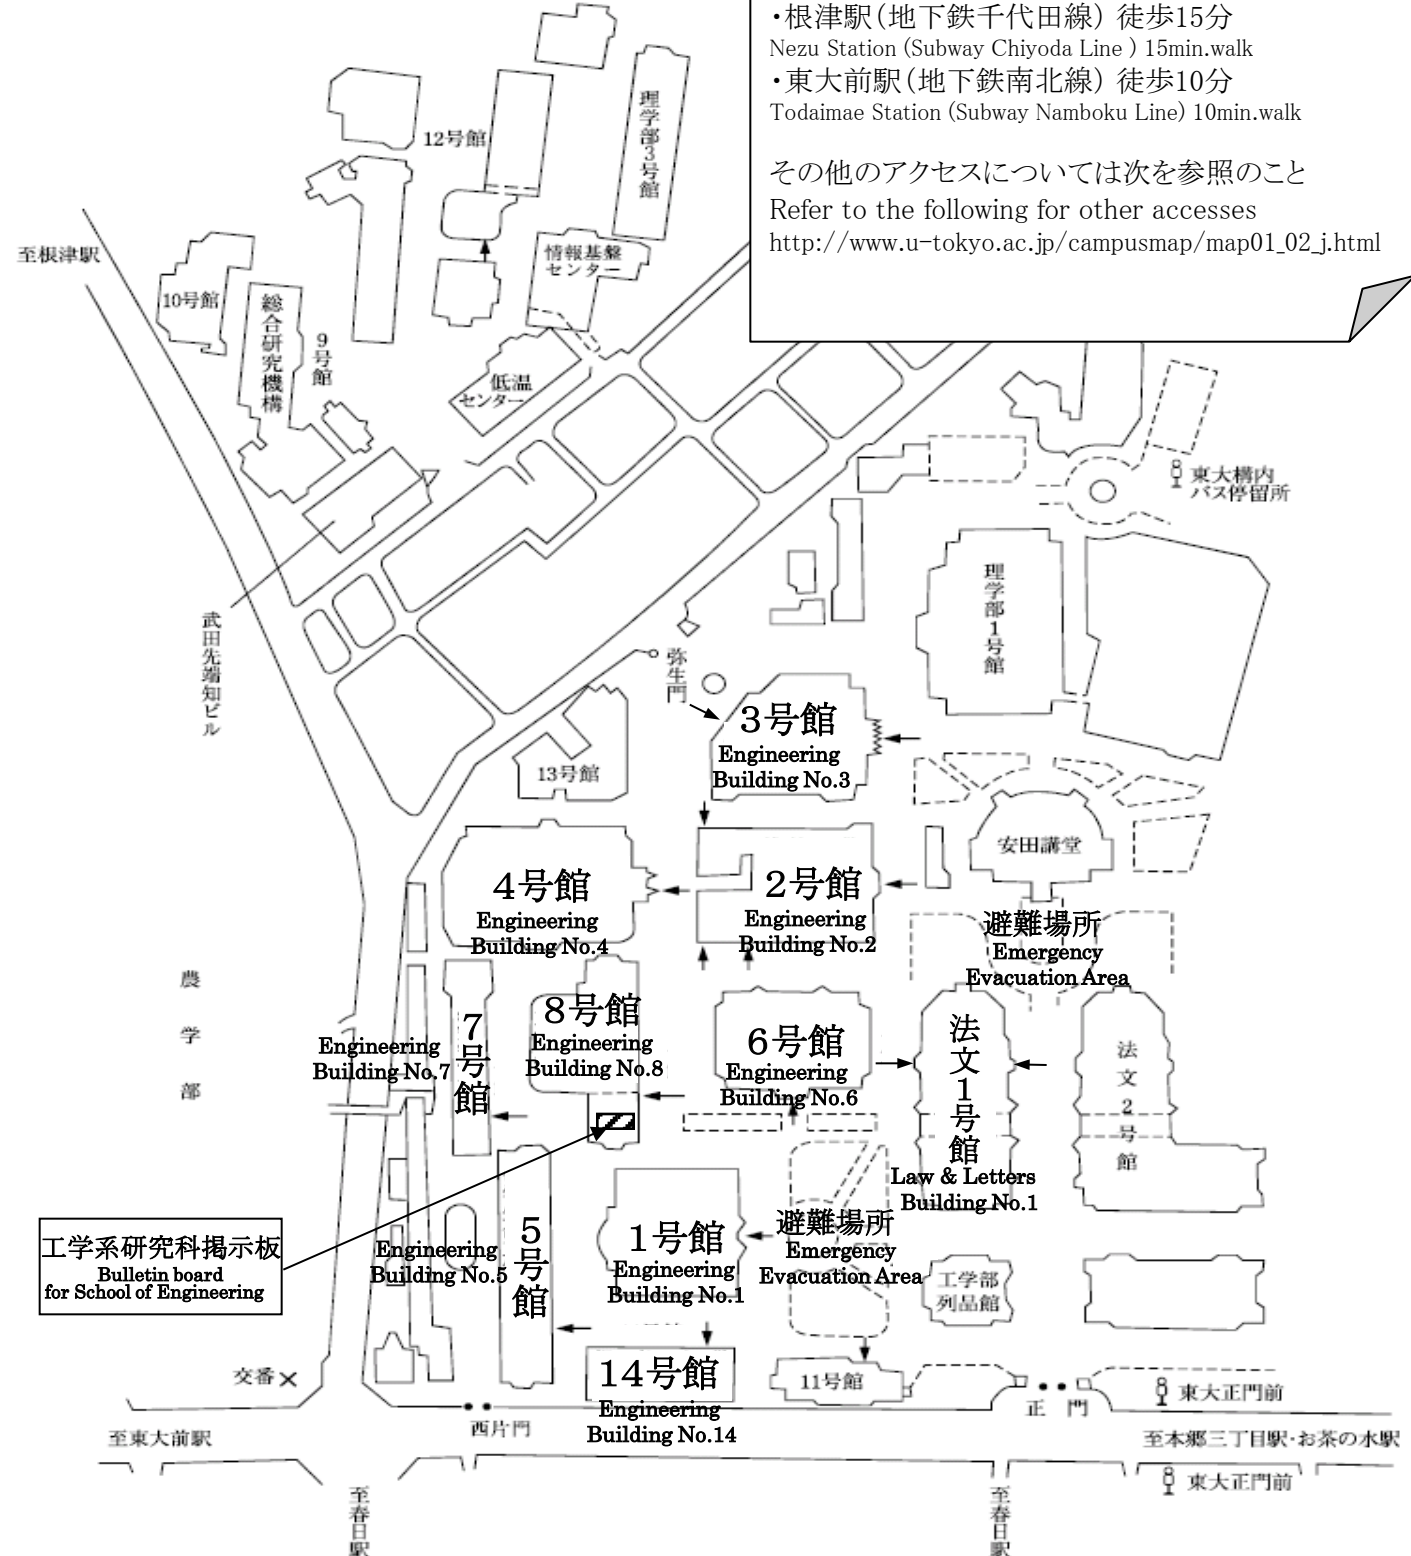 ・根津駅(地下鉄千代田線) 徒歩15分
Nezu Station (Subway Chiyoda Line ) 15min.walk
・東大前駅(地下鉄南北線) 徒歩10分
Todaimae Station (Subway Namboku Line) 10min.walk
その他のアクセスについては次を参照のこと
Refer to the following for other accesses
http://www.u-tokyo.ac.jp/campusmap/map01_02_j.html
理学部3号館
12号館
至根津駅
情報基盤
センター
10号館
総合研究機構
9号館
低温
センター
東大構内
バス停留所
理学部1号館
武田先端知ビル
弥生門
3号館
Engineering
Building No.3
13号館
安田講堂
4号館
Engineering
Building No.4
2号館
Engineering
Building No.2
避難場所
Emergency
Evacuation Area
農学部
7号館
Engineering
Building No.7
8号館
Engineering
Building No.8
6号館
Engineering
Building No.6
法文1号館
Law & Letters
Building No.1
法文2号館
工学系研究科掲示板
Bulletin board
for School of Engineering
5号館
Engineering
Building No.5
1号館
Engineering
Building No.1
避難場所
Emergency
Evacuation Area
工学部
列品館
交番
14号館
Engineering
Building No.14
11号館
正門
東大正門前
至東大前駅
西片門
至本郷三丁目駅·お茶の水駅
東大正門前
至春日駅
至春日駅